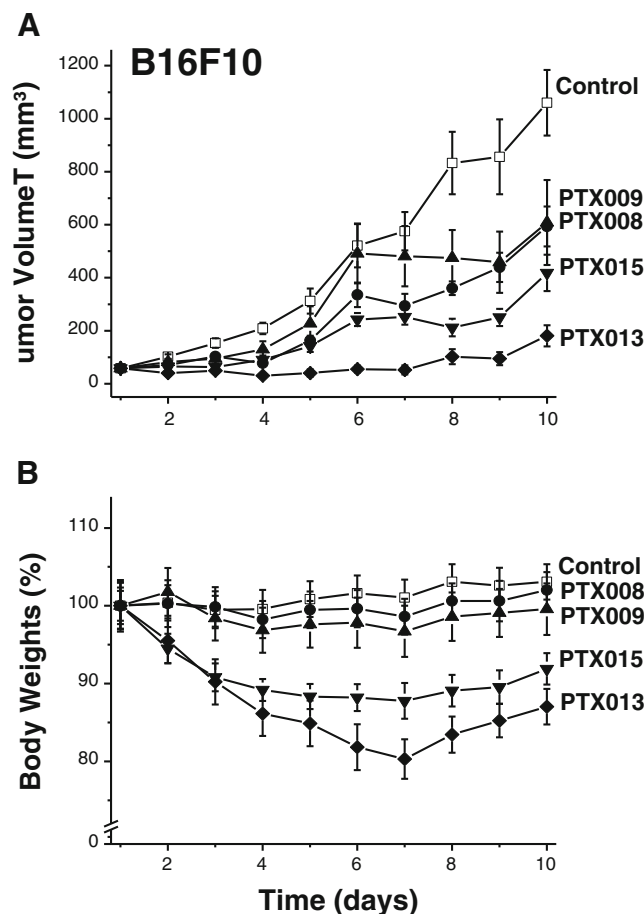 A
B16F10
umor VolumeT (mm³)
1200
1000
800
600
400
200
0
2
4
6
8
10
Control
PTX009
PTX008
PTX015
PTX013
B
Body Weights (%)
110
100
90
80
0
2
4
6
8
10
Control
PTX008
PTX009
PTX015
PTX013
Time (days)